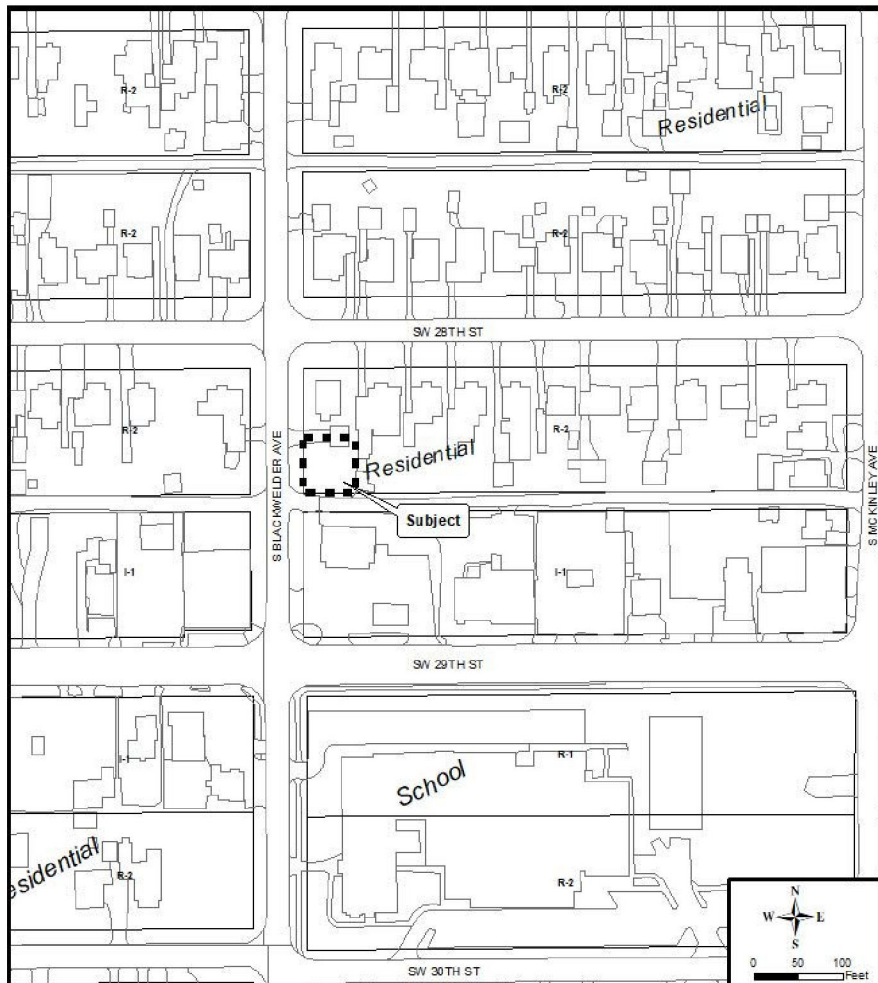 R-2
R-2
Residential
R-2
R-2
SW 28TH ST
R-2
R-2
Residential
S BLACKWELDER AVE
S MCKINLEY AVE
Subject
I-1
I-1
SW 29TH ST
I-1
R-1
School
esidential
R-2
R-2
SW 30TH ST
N
W E
S
0 50 100
Feet